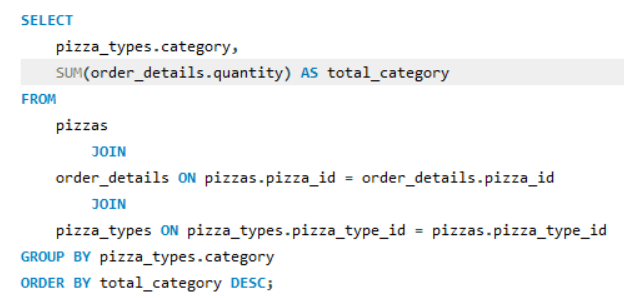 SELECT
pizza_types.category,
SUM(order_details.quantity) AS total_category
FROM
pizzas
JOIN
order_details ON pizzas.pizza_id = order_details.pizza_id
JOIN
pizza_types ON pizza_types.pizza_type_id = pizzas.pizza_type_id
GROUP BY pizza_types.category
ORDER BY total_category DESC;